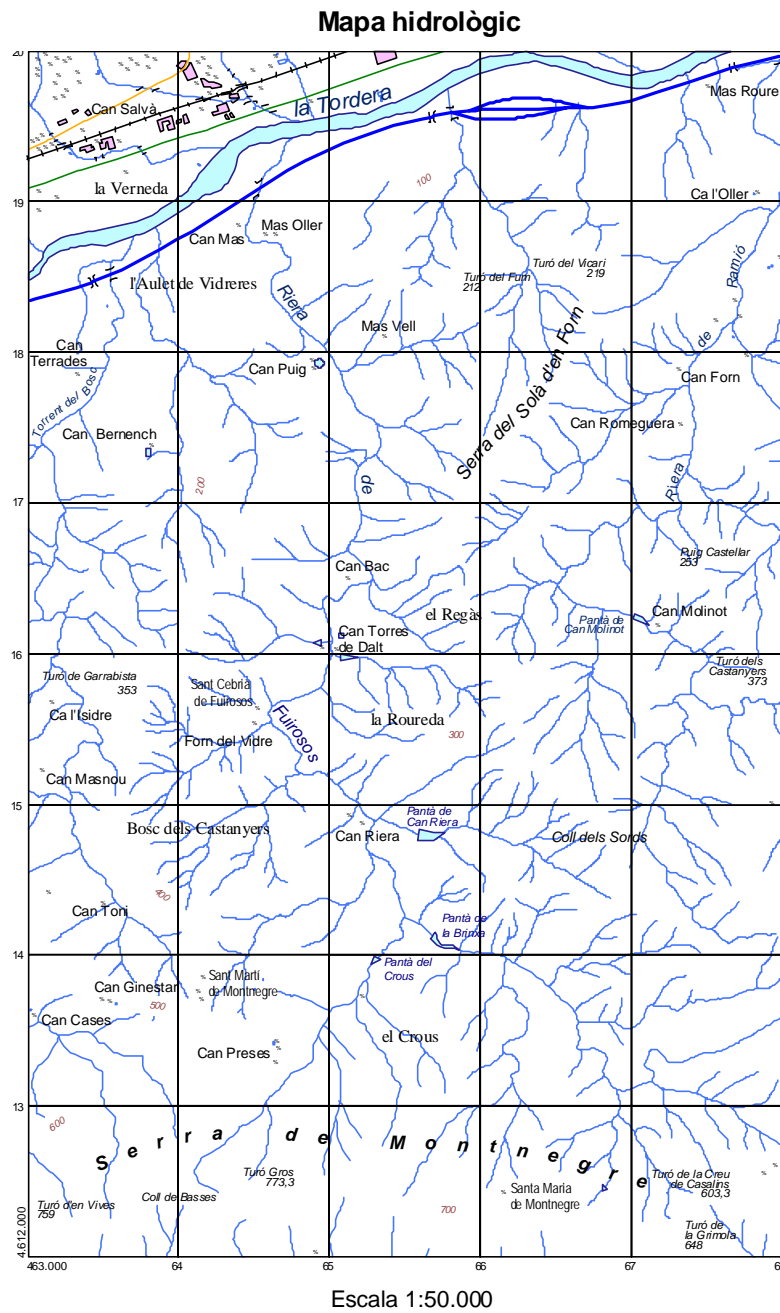 Mapa hidrològic
20
Can Salvà
la Tordera
Mas Roure
la Verneda
100
Ca l'Oller
19
Mas Oller
Can Mas
Turó del Vicari
219
Turó del Fum
212
l'Aulet de Vidreres
Riera
Ramió
de
Mas Vell
Can
Terrades
18
Can Puig
Can Forn
Torrent del Bosc
Serra del Solà d'en Forn
Can Romeguera
Can Bernench
200
de
Riera
17
Puig Castellar
253
Can Bac
el Regàs
Pantà de
Can Molinot
Can Molinot
Can Torres
de Dalt
16
Turó dels
Castanyers
373
Turó de Garrabista
353
Sant Cebrià
de Fuirosos
Ca l'Isidre
Fuirosos
la Roureda
300
Forn del Vidre
Can Masnou
15
Pantà de
Can Riera
Bosc dels Castanyers
Can Riera
Coll dels Sords
400
Can Toni
Pantà de
la Brinxa
14
Pantà del
Crous
Sant Martí
de Montnegre
Can Ginestar
500
Can Cases
el Crous
Can Preses
13
600
Serra de Montnegre
Turó Gros
773,3
Turó de la Creu
de Casalins
603,3
Coll de Basses
Santa Maria
de Montnegre
Turó d'en Vives
759
700
Turó de
la Grimola
648
4.612.000
463.000
64
65
66
67
Escala 1:50.000